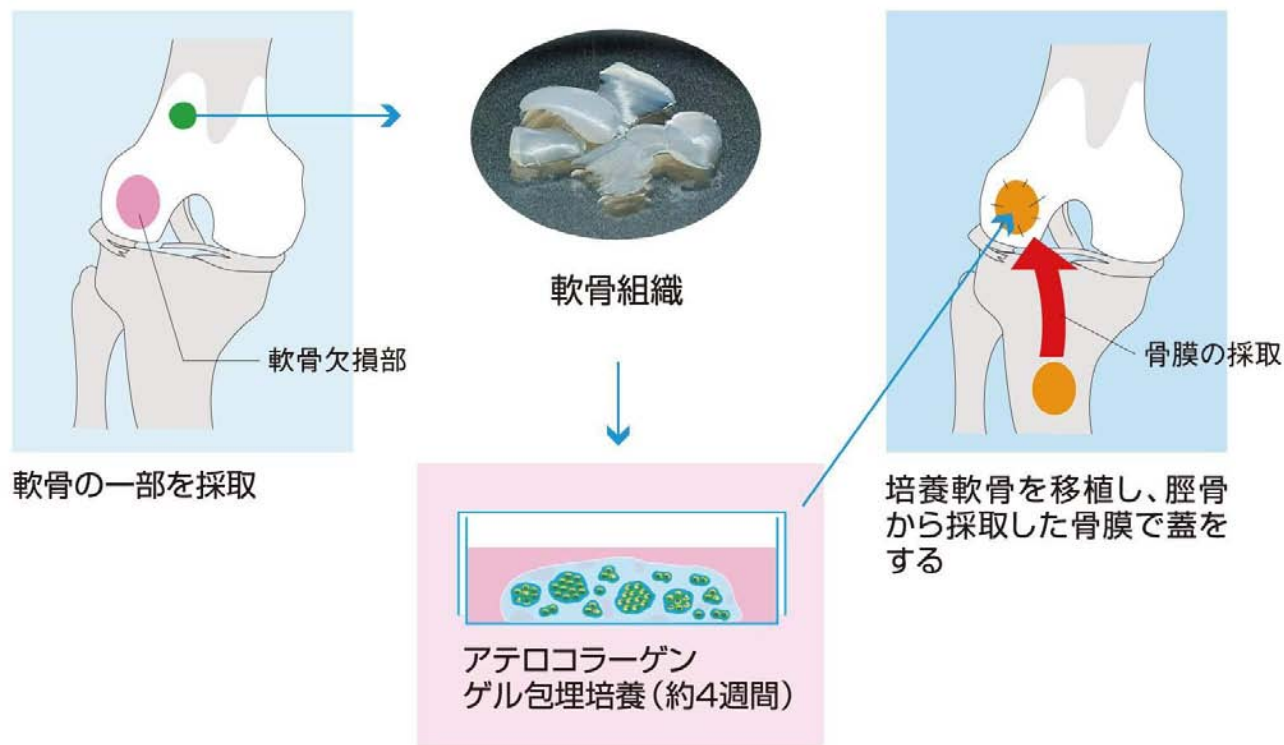 軟骨欠損部
軟骨の一部を採取
軟骨組織
アテロコラーゲン
ゲル包埋培養（約4週間）
骨膜の採取
培養軟骨を移植し、脛骨
から採取した骨膜で蓋を
する